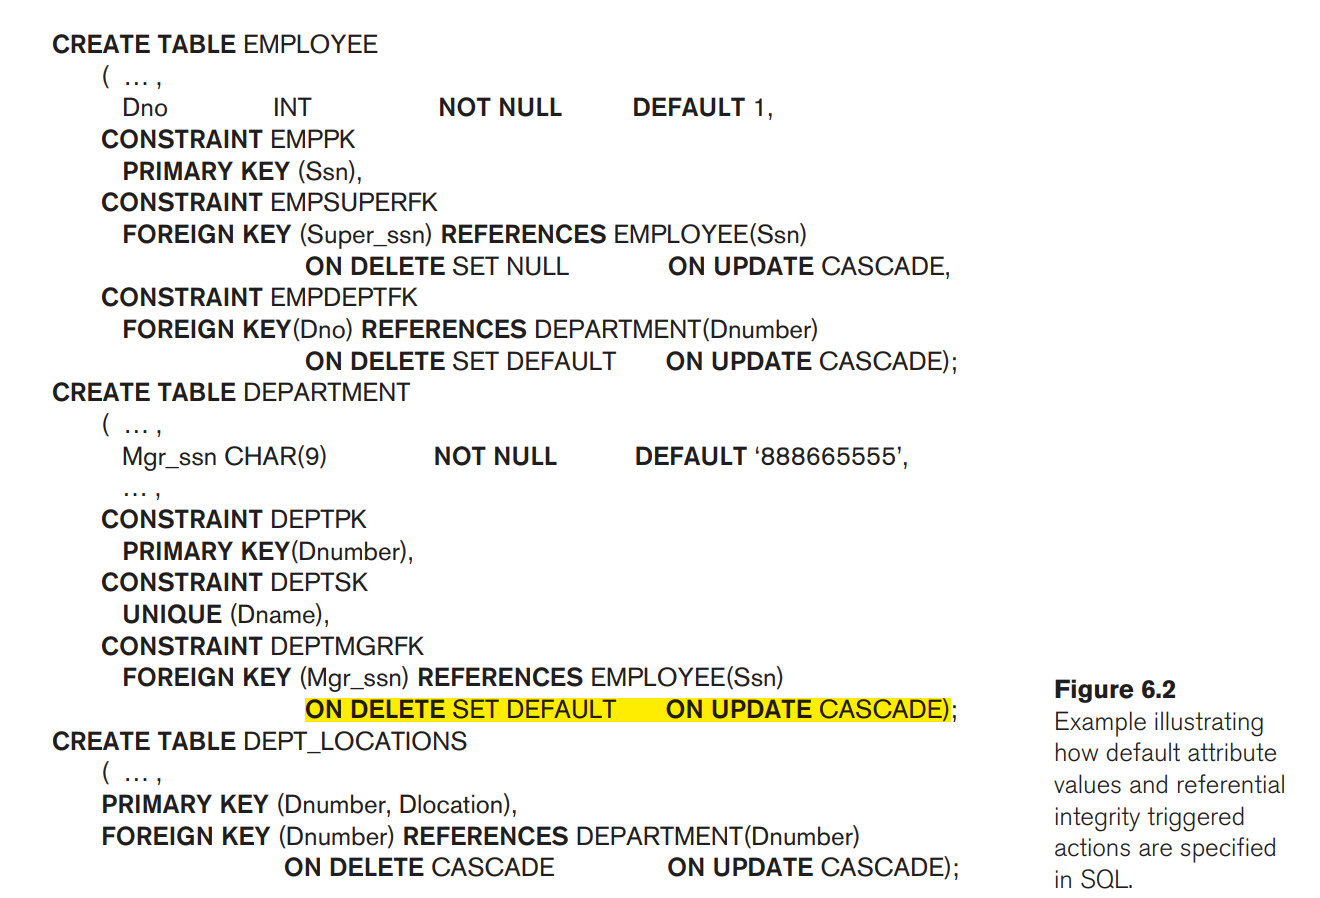 CREATE TABLE EMPLOYEE
( … ,
Dno INT NOT NULL DEFAULT 1,
CONSTRAINT EMPPK
PRIMARY KEY (Ssn),
CONSTRAINT EMPSUPERFK
FOREIGN KEY (Super_ssn) REFERENCES EMPLOYEE(Ssn)
ON DELETE SET NULL ON UPDATE CASCADE,
CONSTRAINT EMPDEPTFK
FOREIGN KEY(Dno) REFERENCES DEPARTMENT(Dnumber)
ON DELETE SET DEFAULT ON UPDATE CASCADE);
CREATE TABLE DEPARTMENT
( … ,
Mgr_ssn CHAR(9) NOT NULL DEFAULT ‘888665555’,
… ,
CONSTRAINT DEPTPK
PRIMARY KEY(Dnumber),
CONSTRAINT DEPTSK
UNIQUE (Dname),
CONSTRAINT DEPTMGRFK
FOREIGN KEY (Mgr_ssn) REFERENCES EMPLOYEE(Ssn)
ON DELETE SET DEFAULT ON UPDATE CASCADE);
CREATE TABLE DEPT_LOCATIONS
( … ,
PRIMARY KEY (Dnumber, Dlocation),
FOREIGN KEY (Dnumber) REFERENCES DEPARTMENT(Dnumber)
ON DELETE CASCADE ON UPDATE CASCADE);
Figure 6.2
Example illustrating
how default attribute
values and referential
integrity triggered
actions are specified
in SQL.